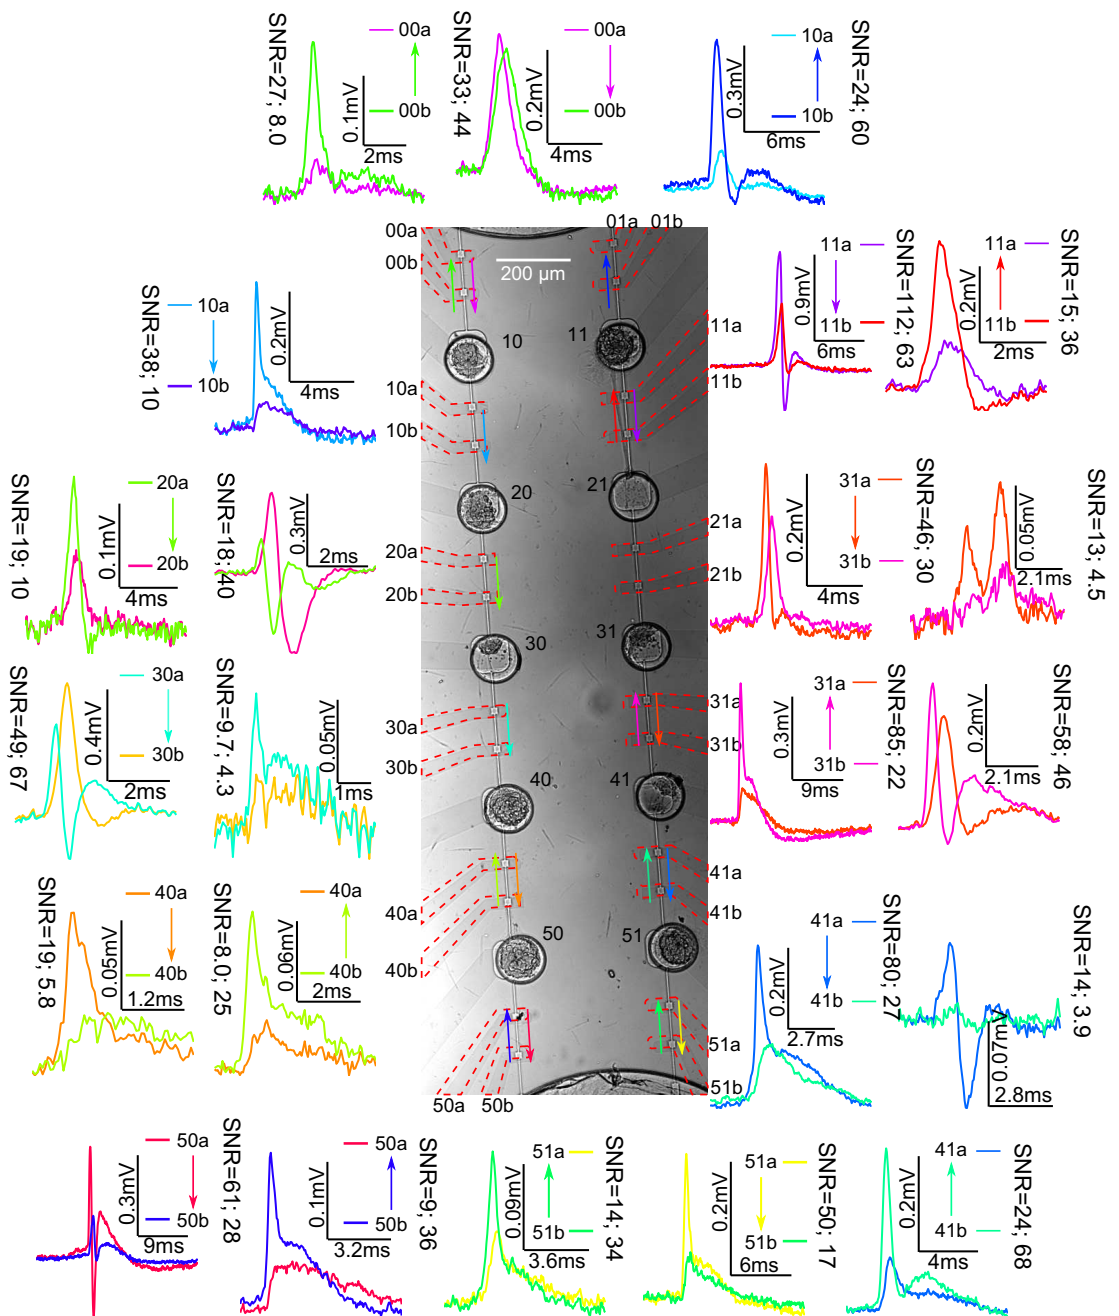 SNR=27; 8.0
00a
00b
0.1mV
2ms
SNR=33; 44
00a
00b
0.2mV
4ms
10a
10b
0.3mV
6ms
SNR=24; 60
SNR=38; 10
10a
10b
0.2mV
4ms
00a
00b
01a
01b
200 µm
10
11
10a
10b
11a
11b
20
21
20a
20b
21a
21b
30
31
30a
30b
31a
31b
40
41
40a
40b
41a
41b
50
51
50a
50b
51a
51b
11a
11b
0.9mV
6ms
SNR=112; 63
11a
11b
0.2mV
2ms
SNR=15; 36
SNR=19; 10
20a
20b
0.1mV
4ms
SNR=18; 40
0.3mV
2ms
31a
31b
0.2mV
4ms
SNR=46; 30
0.050mV
2.1ms
SNR=13; 4.5
SNR=49; 67
30a
30b
0.4mV
2ms
SNR=9.7; 4.3
0.05mV
1ms
31a
31b
0.3mV
9ms
SNR=85; 22
0.2mV
2.1ms
SNR=58; 46
SNR=19; 5.8
40a
40b
0.05mV
1.2ms
SNR=8.0; 25
40a
40b
0.06mV
2ms
41a
41b
0.2mV
2.7ms
SNR=80; 27
0.07mV
2.8ms
SNR=14; 3.9
50a
50b
0.3mV
9ms
SNR=61; 28
50a
50b
0.1mV
3.2ms
SNR=9; 36
51a
51b
0.09mV
3.6ms
SNR=14; 34
51a
51b
0.2mV
6ms
SNR=50; 17
41a
41b
0.2mV
4ms
SNR=24; 68